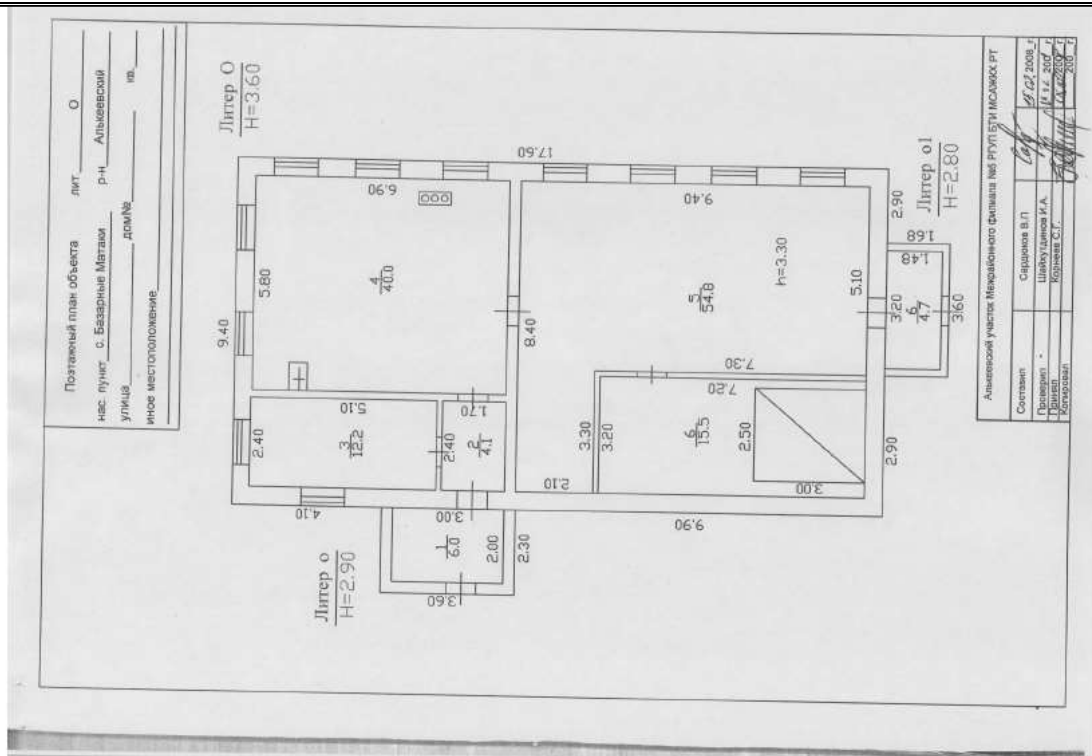 Поэтажный план объекта лит О
нас. пункт с. Базарные Матаки р-н Алькеевский
улица дом№ кв.
иное местоположение
Литер О
H=3.60
17.60
6.90
9.40
9.40
5.80
4
40.0
8.40
5
54.8
h=3.30
5.10
2.90
Литер о1
H=2.80
1.68
1.48
3.20
6
4.7
3.60
2.40
5.10
3
12.2
2.40
1.70
2
4.1
3.30
3.20
7.30
7.20
6
15.5
2.50
2.10
3.00
2.90
4.10
3.00
9.90
1
6.0
2.00
2.30
3.60
Литер о
H=2.90
Алькеевский участок Межрайонного филиала №5 РГУП БТИ МСАЖКХ РТ
Составил Сердюков В.П 2008 г.
Проверил Шайхутдинов И.А. 200 г.
Принял Корнеев С.Г. 200 г.
Копировал 200 г.